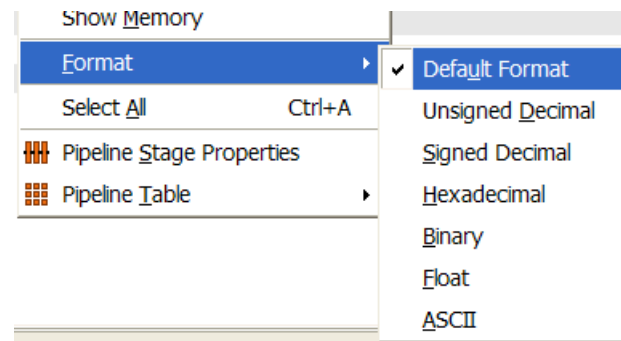 Show Memory
Format
Select All Ctrl+A
Pipeline Stage Properties
Pipeline Table
Default Format
Unsigned Decimal
Signed Decimal
Hexadecimal
Binary
Float
ASCII